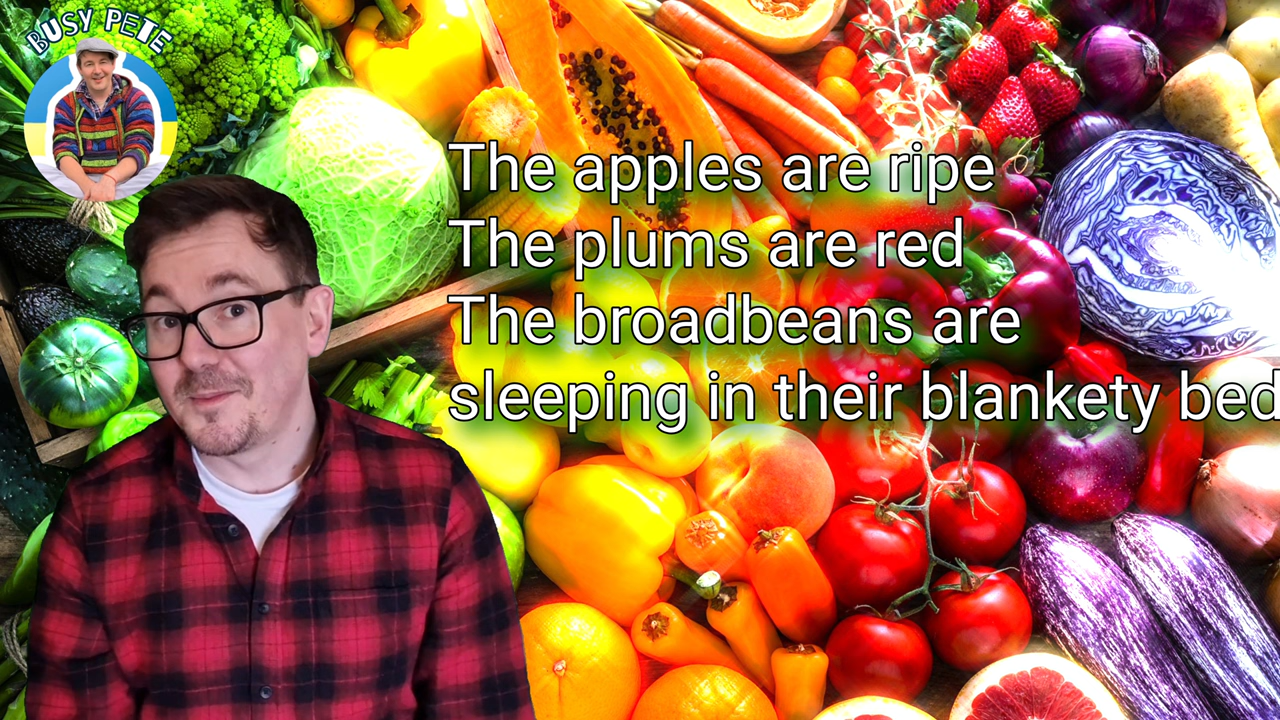 BUSY PETE
The apples are ripe
The plums are red
The broadbeans are
sleeping in their blankety bed